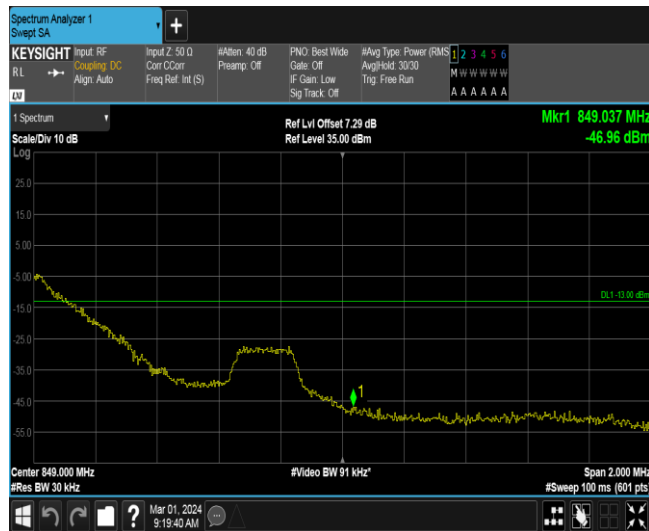 Spectrum Analyzer 1
Swept SA
KEYSIGHT
RL
LXI
Input: RF
Coupling: DC
Align: Auto
Input Z: 50 Ω
Corr CCorr
Freq Ref: Int (S)
#Atten: 40 dB
Preamp: Off
PNO: Best Wide
Gate: Off
IF Gain: Low
Sig Track: Off
#Avg Type: Power (RMS
Avg|Hold: 30/30
Trig: Free Run
1 2 3 4 5 6
M W W W W W
A A A A A A
1 Spectrum
Scale/Div 10 dB
Log
Ref Lvl Offset 7.29 dB
Ref Level 35.00 dBm
Mkr1 849.037 MHz
-46.96 dBm
25.0
15.0
5.00
-5.00
DL1 -13.00 dBm
-15.0
-25.0
-35.0
1
-45.0
-55.0
Center 849.000 MHz
#Res BW 30 kHz
#Video BW 91 kHz*
Span 2.000 MHz
#Sweep 100 ms (601 pts)
?
Mar 01, 2024
9:19:40 AM